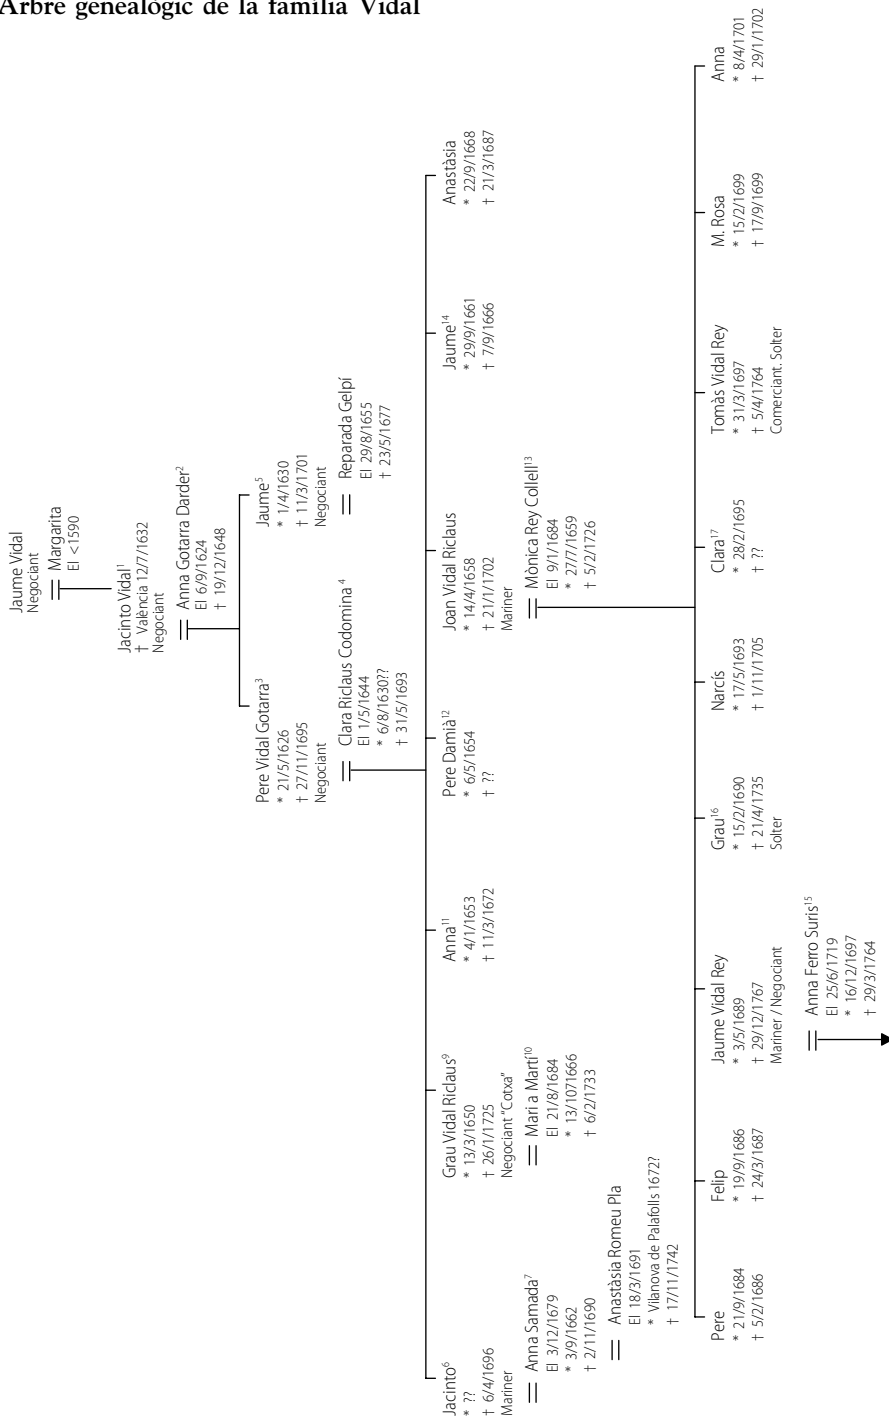 Arbre genealògic de la família Vidal
Jaume Vidal
Negociant
Margarita
El <1590
Jacinto Vidal1
† València 12/7/1632
Negociant
Anna Gotarra Darder2
El 6/9/1624
† 19/12/1648
Pere Vidal Gotarra3
* 21/5/1626
† 27/11/1695
Negociant
Clara Riclaus Codomina 4
El 1/5/1644
* 6/8/1630??
† 31/5/1693
Jaume5
* 1/4/1630
† 11/3/1701
Negociant
Reparada Gelpí
El 29/8/1655
† 23/5/1677
Jacinto6
* ??
† 6/4/1696
Mariner
Anna Samada7
El 3/12/1679
* 3/9/1662
† 2/11/1690
Anastàsia Romeu Pla
El 18/3/1691
* Vilanova de Palafolls 1672?
† 17/11/1742
Grau Vidal Riclaus9
* 13/3/1650
† 26/1/1725
Negociant "Cotxa"
Mari a Martí10
El 21/8/1684
* 13/107/1666
† 6/2/1733
Anna11
* 4/1/1653
† 11/3/1672
Pere Damià12
* 6/5/1654
† ??
Joan Vidal Riclaus
* 14/4/1658
† 21/1/1702
Mariner
Mònica Rey Collell13
El 9/1/1684
* 27/7/1659
† 5/2/1726
Jaume14
* 29/9/1661
† 7/9/1666
Anastàsia
* 22/9/1668
† 21/3/1687
Pere
* 21/9/1684
† 5/2/1686
Felip
* 19/9/1686
† 24/3/1687
Jaume Vidal Rey
* 3/5/1689
† 29/12/1767
Mariner / Negociant
Anna Ferro Suris15
El 25/6/1719
* 16/12/1697
† 29/3/1764
Grau16
* 15/2/1690
† 21/4/1735
Solter
Narcís
* 17/5/1693
† 1/11/1705
Clara17
* 28/2/1695
† ??
Tomàs Vidal Rey
* 31/3/1697
† 5/4/1764
Comerciant. Solter
M. Rosa
* 15/2/1699
† 17/9/1699
Anna
* 8/4/1701
† 29/1/1702